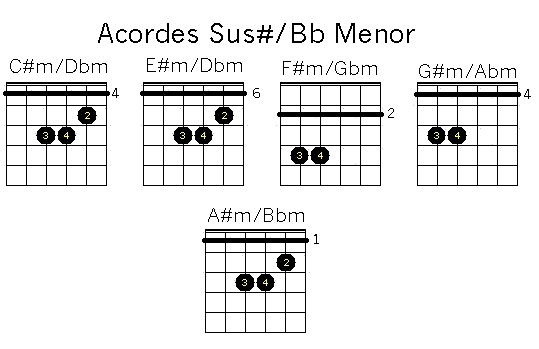 Acordes Sus#/Bb Menor
C#m/Dbm E#m/Dbm F#m/Gbm G#m/Abm
4 6 2 4
2 2
3 4 3 4 3 4 3 4
A#m/Bbm
1
2
3 4